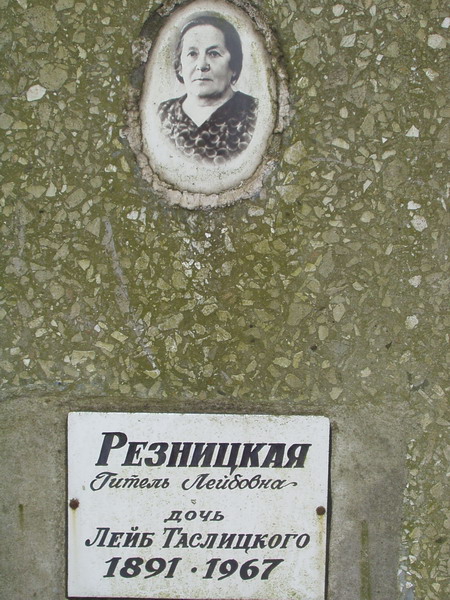 РЕЗНИЦКАЯ
Гитель Лейбовна
дочь
ЛЕЙБ ТАСЛИЦКОГО
1891 · 1967